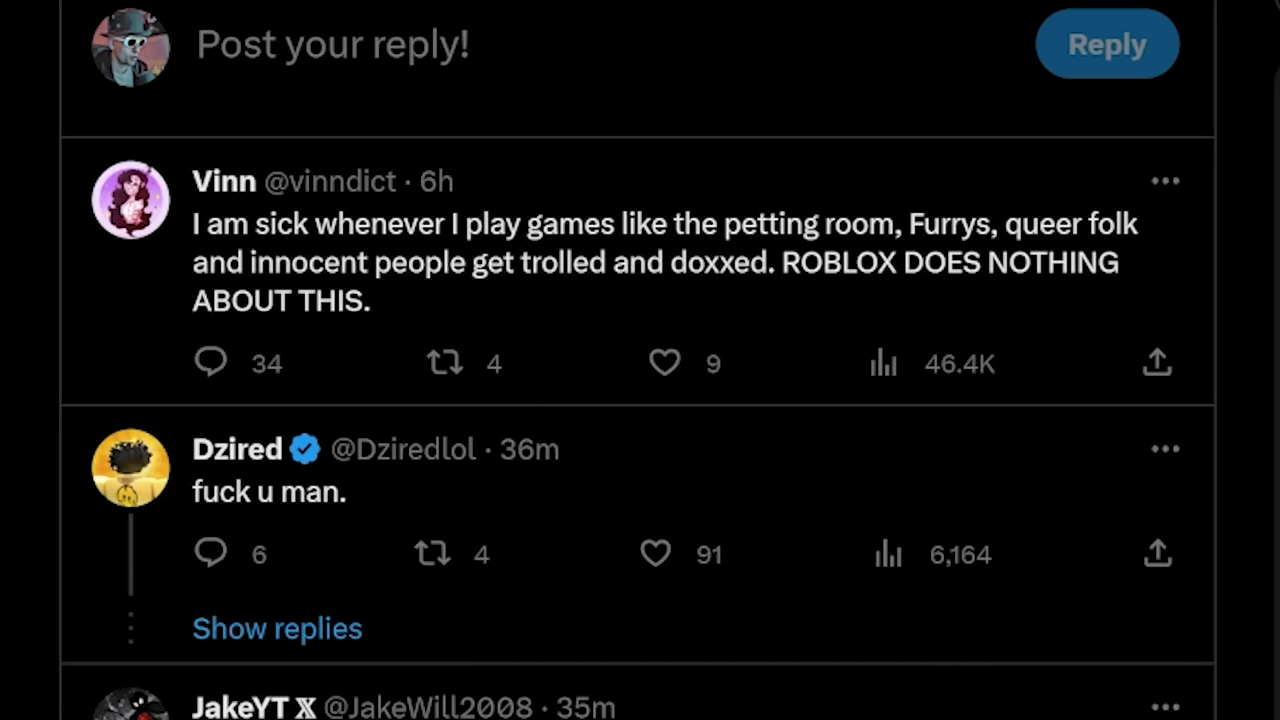 Post your reply!
Reply
Vinn @vinndict · 6h
I am sick whenever I play games like the petting room, Furrys, queer folk
and innocent people get trolled and doxxed. ROBLOX DOES NOTHING
ABOUT THIS.
34 4 9 46.4K
Dzired @Dziredlol · 36m
fuck u man.
6 4 91 6,164
Show replies
JakeYT 𝕏 @JakeWill2008 · 35m